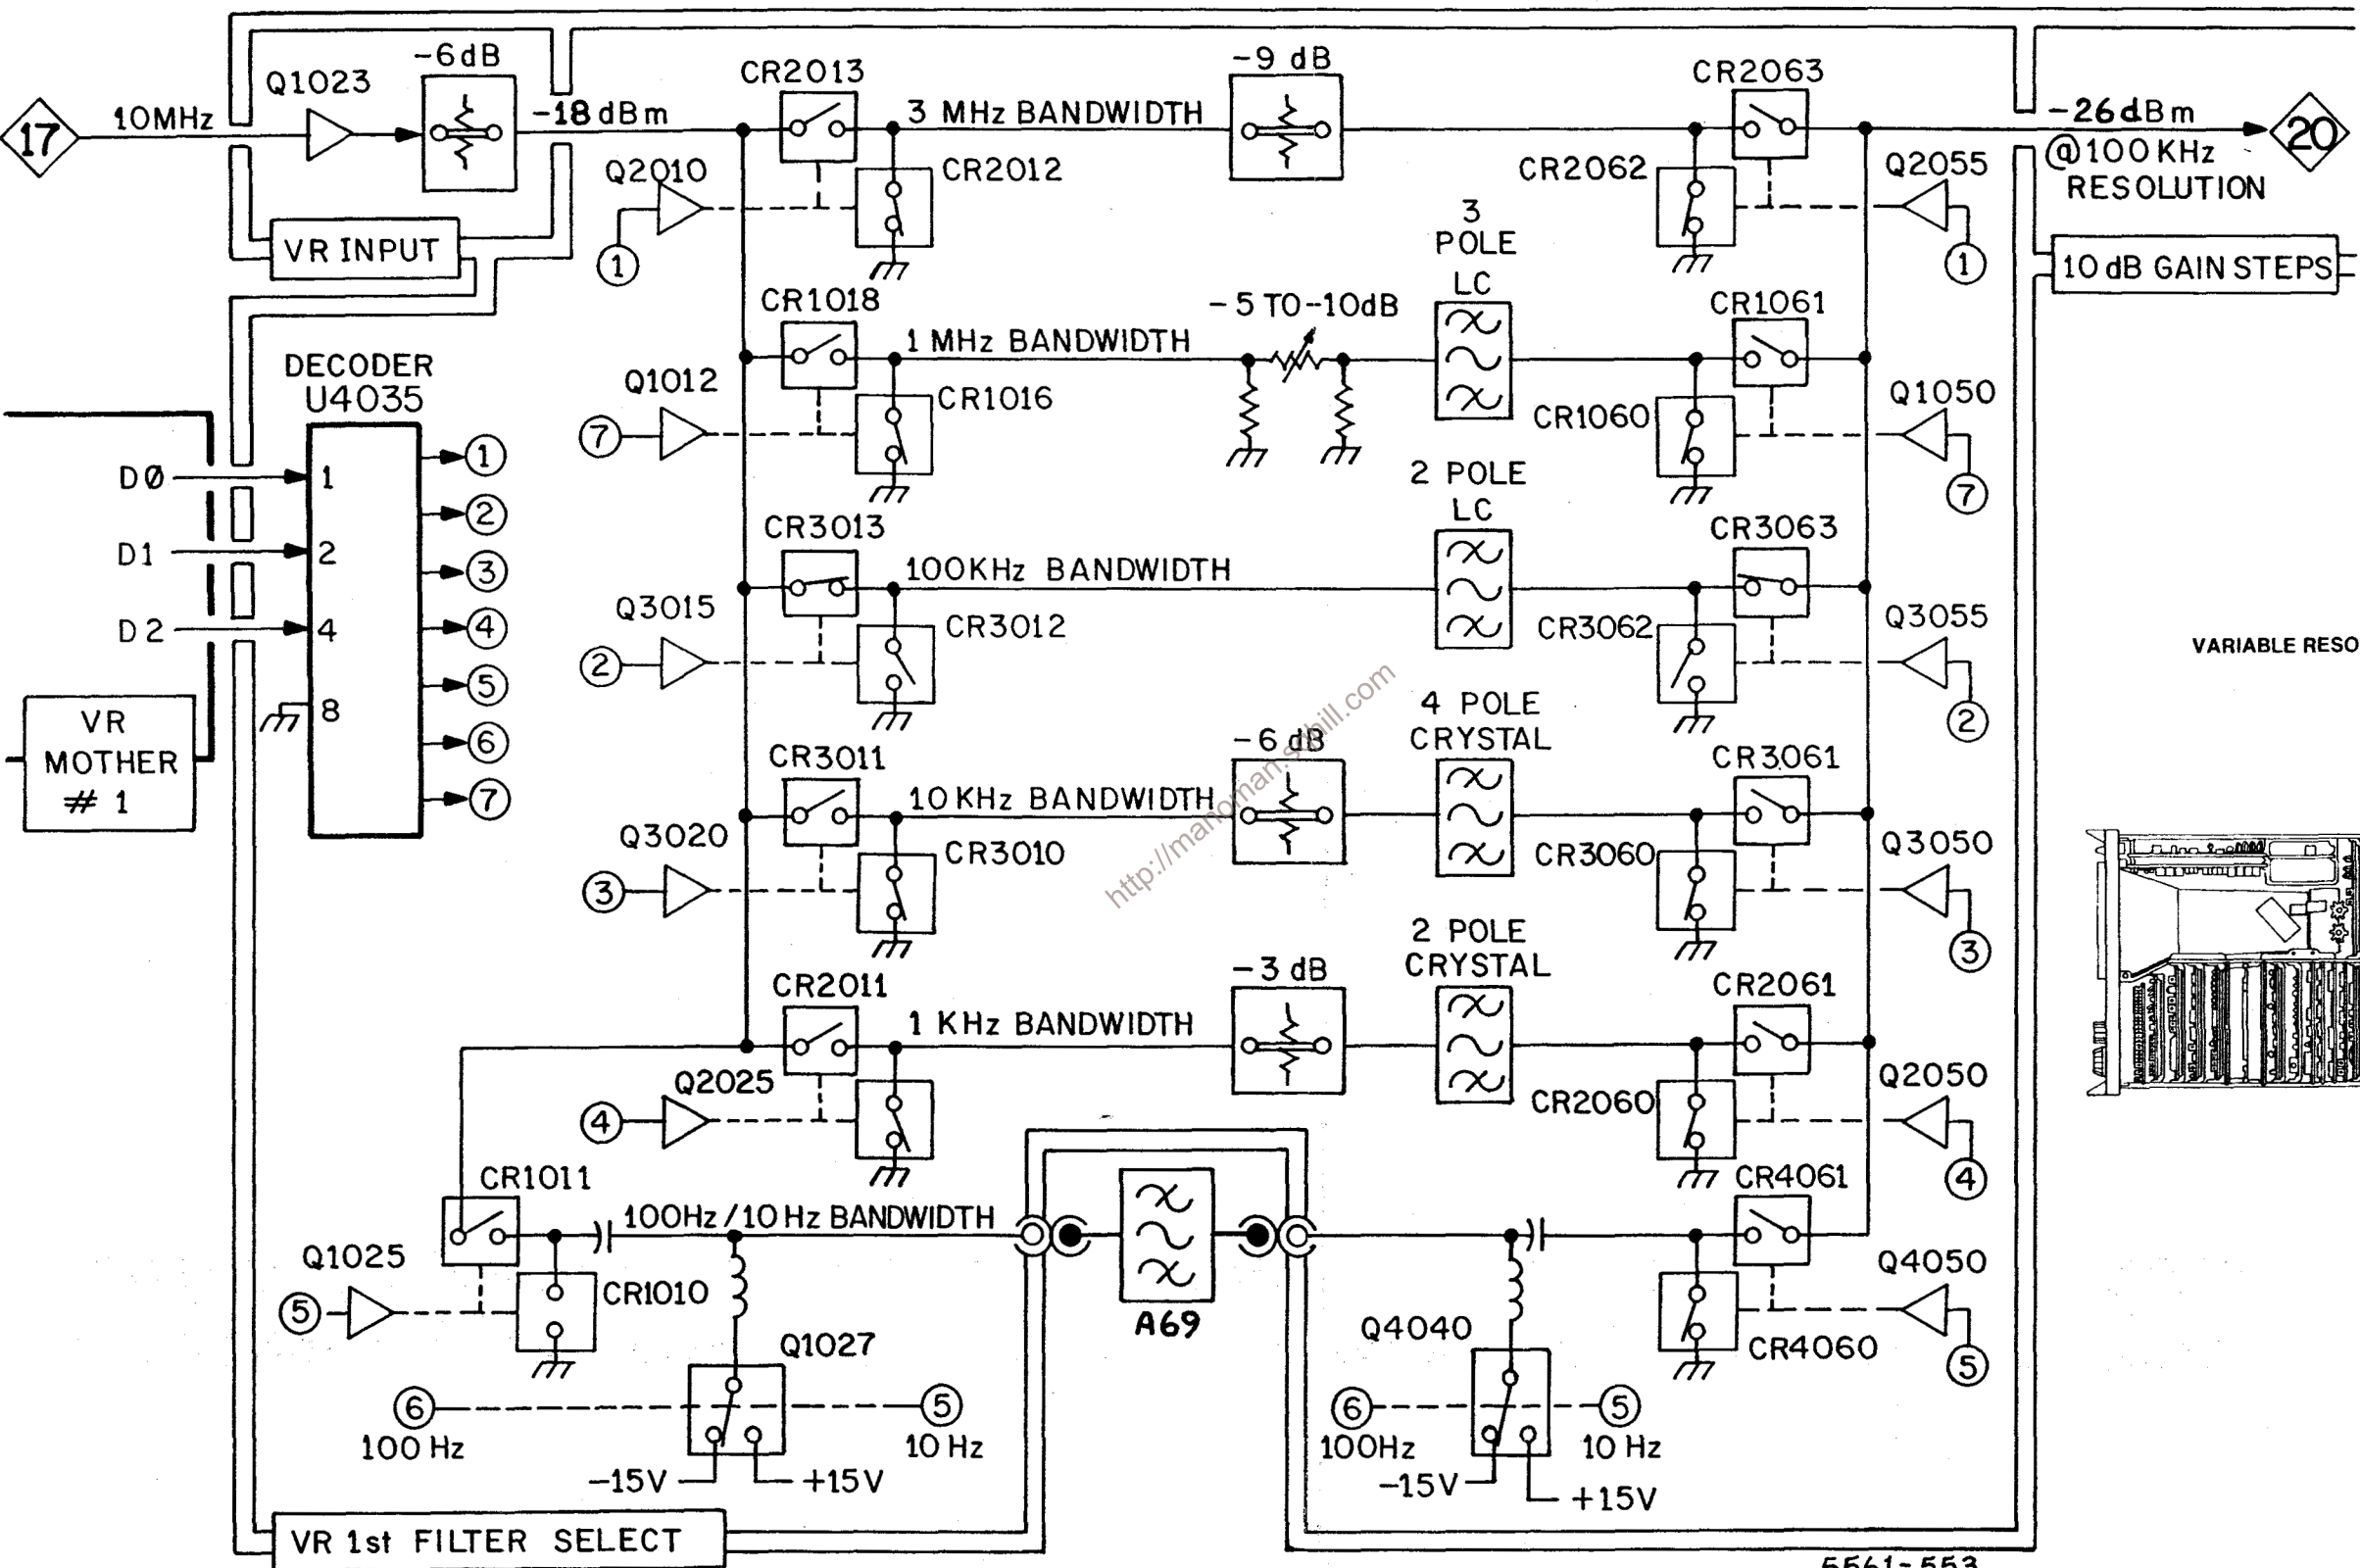 17
10MHz
Q1023
-6dB
-18 dBm
VR INPUT
CR2013
3 MHz BANDWIDTH
-9 dB
CR2063
-26dBm
@100 KHz
RESOLUTION
20
Q2010
1
CR2012
CR2062
Q2055
1
10 dB GAIN STEPS
CR1018
1 MHz BANDWIDTH
-5 TO-10dB
3
POLE
LC
CR1061
Q1012
7
CR1016
CR1060
Q1050
7
DECODER
U4035
D0
D1
D2
1
2
4
8
1
2
3
4
5
6
7
VR
MOTHER
# 1
CR3013
100KHz BANDWIDTH
2 POLE
LC
CR3063
Q3015
2
CR3012
CR3062
Q3055
2
VARIABLE RESO
CR3011
10 KHz BANDWIDTH
-6 dB
4 POLE
CRYSTAL
CR3061
Q3020
3
CR3010
CR3060
Q3050
3
http://manoman.sqhill.com
CR2011
1 KHz BANDWIDTH
-3 dB
2 POLE
CRYSTAL
CR2061
Q2025
4
CR2060
Q2050
4
CR1011
100Hz/10 Hz BANDWIDTH
A69
CR4061
Q1025
5
CR1010
Q1027
6
100 Hz
5
10 Hz
-15V
+15V
Q4040
6
100Hz
5
10 Hz
-15V
+15V
CR4060
Q4050
5
VR 1st FILTER SELECT
5561-553